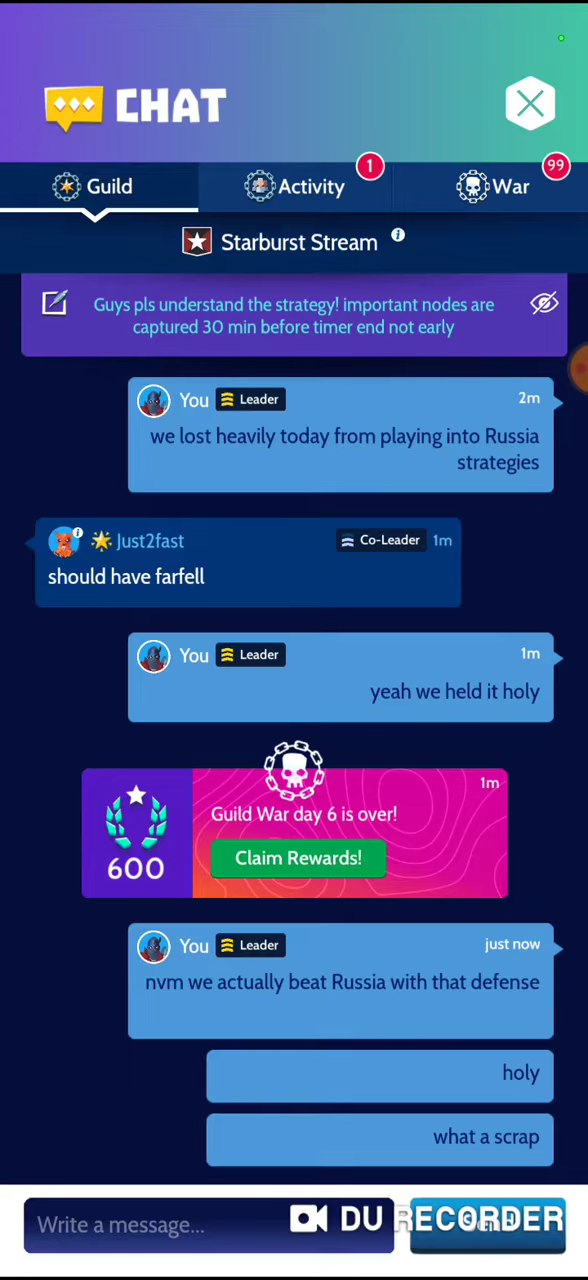 CHAT
Guild
Activity
1
War
99
Starburst Stream
Guys pls understand the strategy! important nodes are
captured 30 min before timer end not early
You
Leader
2m
we lost heavily today from playing into Russia
strategies
Just2fast
Co-Leader
1m
should have farfell
You
Leader
1m
yeah we held it holy
600
1m
Guild War day 6 is over!
Claim Rewards!
You
Leader
just now
nvm we actually beat Russia with that defense
holy
what a scrap
Write a message...
DU RECORDER